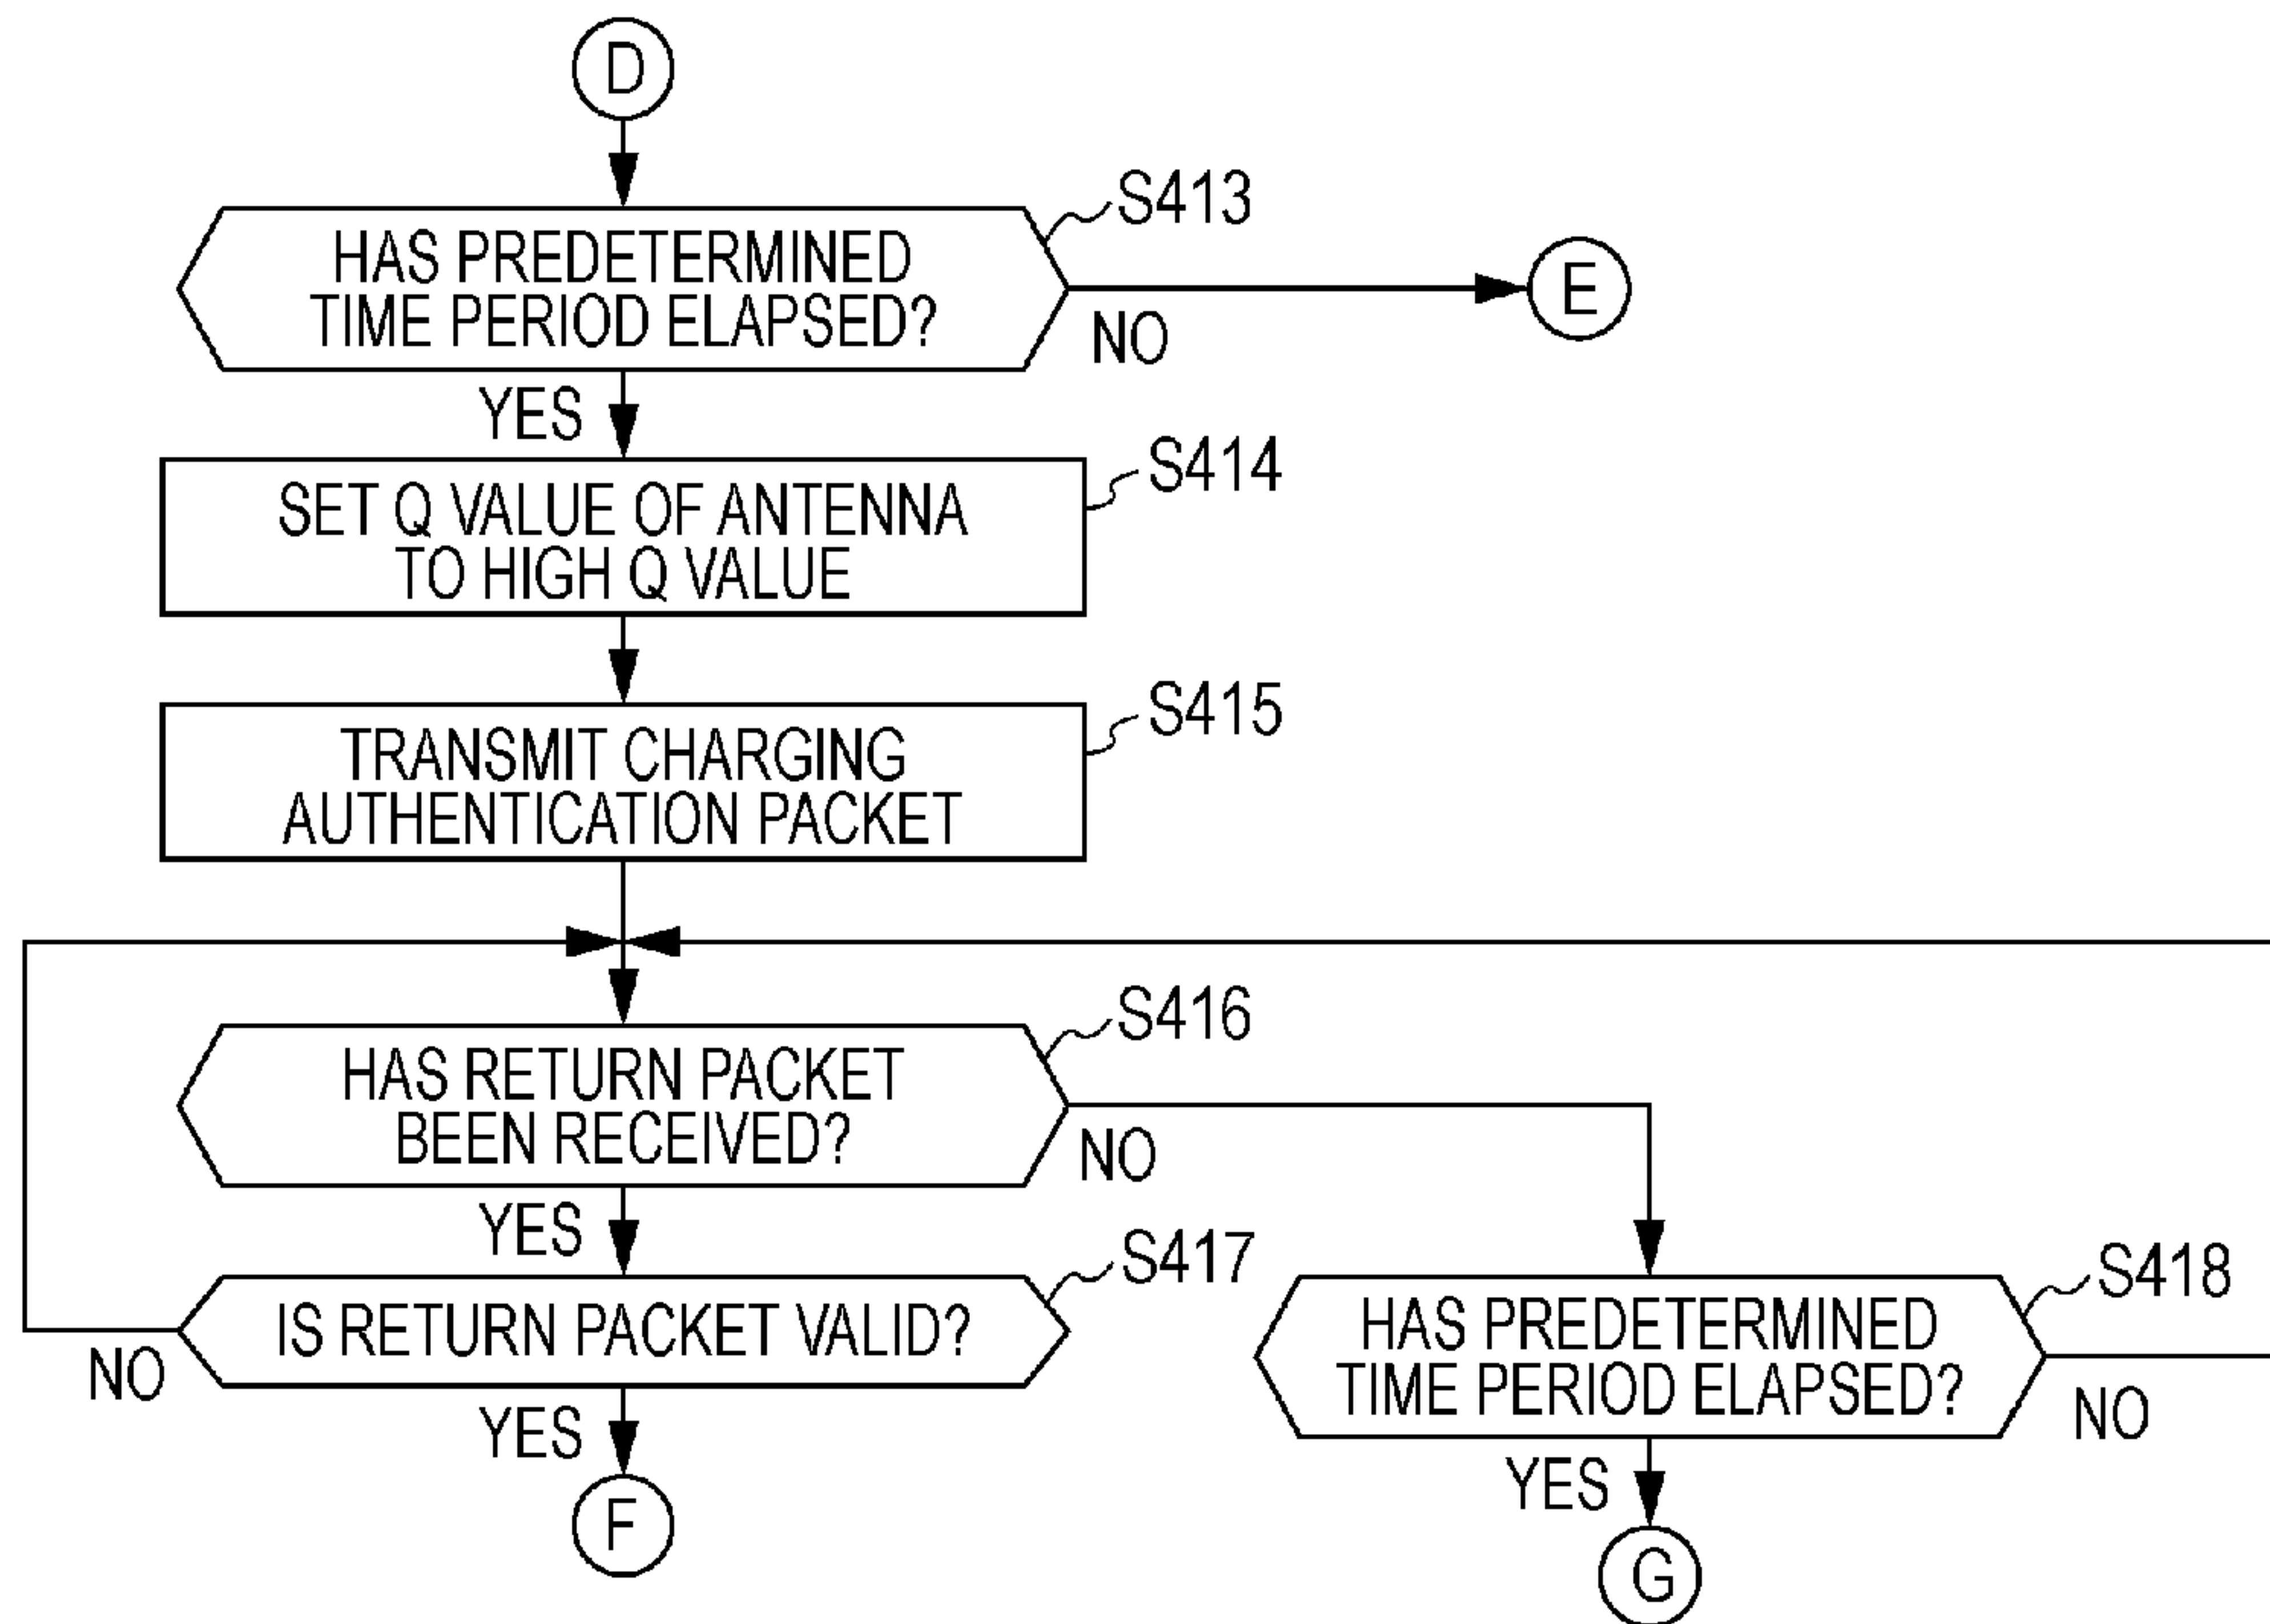 D
S413
HAS PREDETERMINED
TIME PERIOD ELAPSED?
E
NO
YES
S414
SET Q VALUE OF ANTENNA
TO HIGH Q VALUE
S415
TRANSMIT CHARGING
AUTHENTICATION PACKET
S416
HAS RETURN PACKET
BEEN RECEIVED?
NO
YES
S417
IS RETURN PACKET VALID?
NO
YES
F
S418
HAS PREDETERMINED
TIME PERIOD ELAPSED?
NO
YES
G